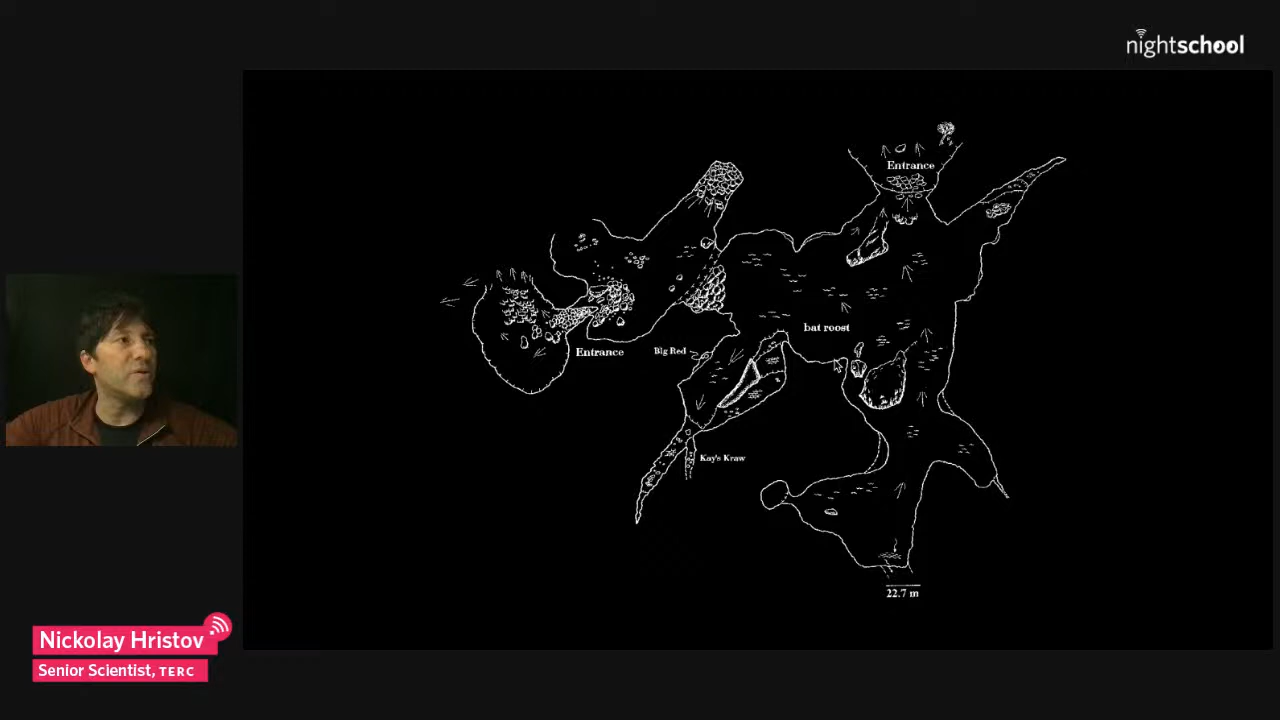 nightschool
Entrance
bat roost
Entrance
Big Red
Kay's Kraw
22.7 m
Nickolay Hristov
Senior Scientist, TERC